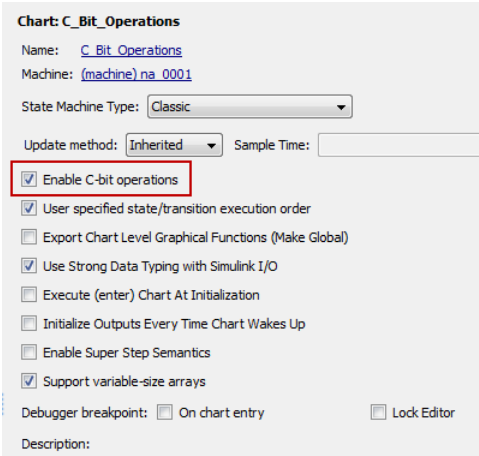 Chart: C_Bit_Operations
Name: C_Bit_Operations
Machine: (machine) na_0001
State Machine Type: Classic
Update method: Inherited Sample Time:
Enable C-bit operations
User specified state/transition execution order
Export Chart Level Graphical Functions (Make Global)
Use Strong Data Typing with Simulink I/O
Execute (enter) Chart At Initialization
Initialize Outputs Every Time Chart Wakes Up
Enable Super Step Semantics
Support variable-size arrays
Debugger breakpoint: On chart entry Lock Editor
Description: